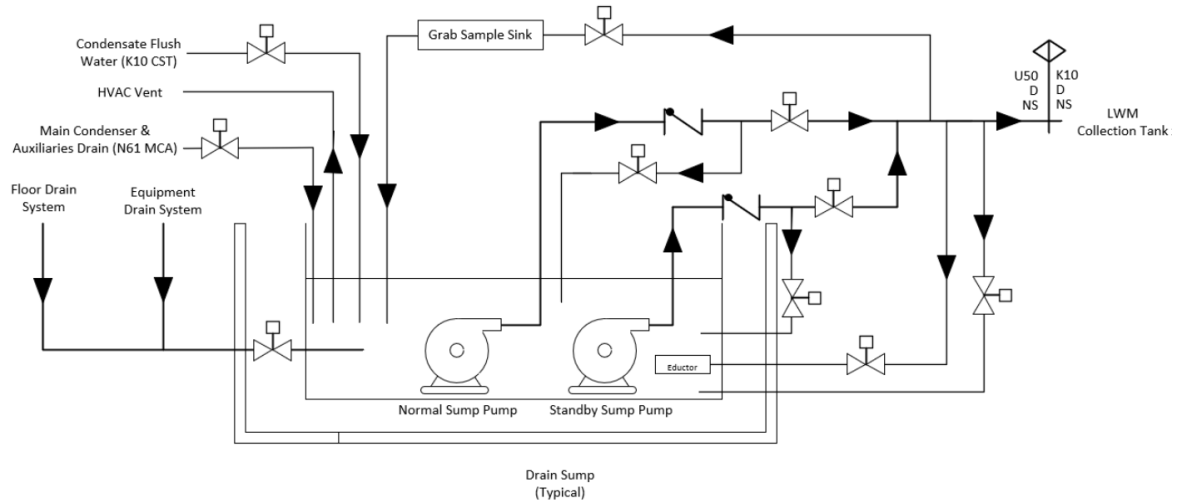 Grab Sample Sink
Condensate Flush
Water (K10 CST)
HVAC Vent
Main Condenser &
Auxiliaries Drain (N61 MCA)
Floor Drain
System
Equipment
Drain System
U50
D
NS
K10
D
NS
LWM
Collection Tank
Eductor
Normal Sump Pump
Standby Sump Pump
Drain Sump
(Typical)